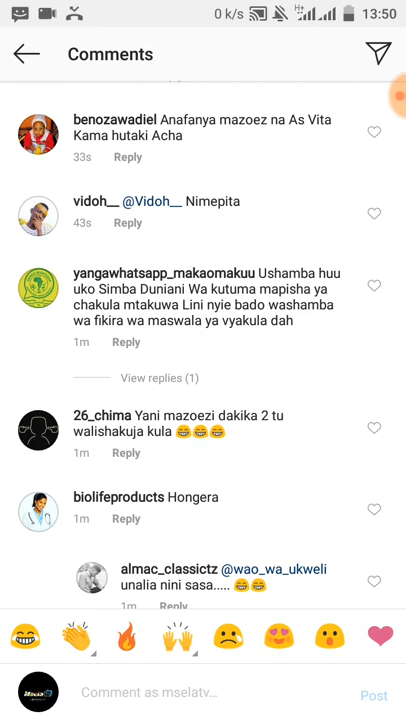 0 k/s
H+
13:50
Comments
benozawadiel Anafanya mazoez na As Vita
Kama hutaki Acha
33s Reply
vidoh__ @Vidoh__ Nimepita
43s Reply
yangawhatsapp_makaomakuu Ushamba huu
uko Simba Duniani Wa kutuma mapisha ya
chakula mtakuwa Lini nyie bado washamba
wa fikira wa maswala ya vyakula dah
1m Reply
View replies (1)
26_chima Yani mazoezi dakika 2 tu
walishakuja kula 😂😂😂
1m Reply
biolifeproducts Hongera
1m Reply
almac_classictz @wao_wa_ukweli
unalia nini sasa..... 😂😂
1m Reply
Comment as mselatv...
Post